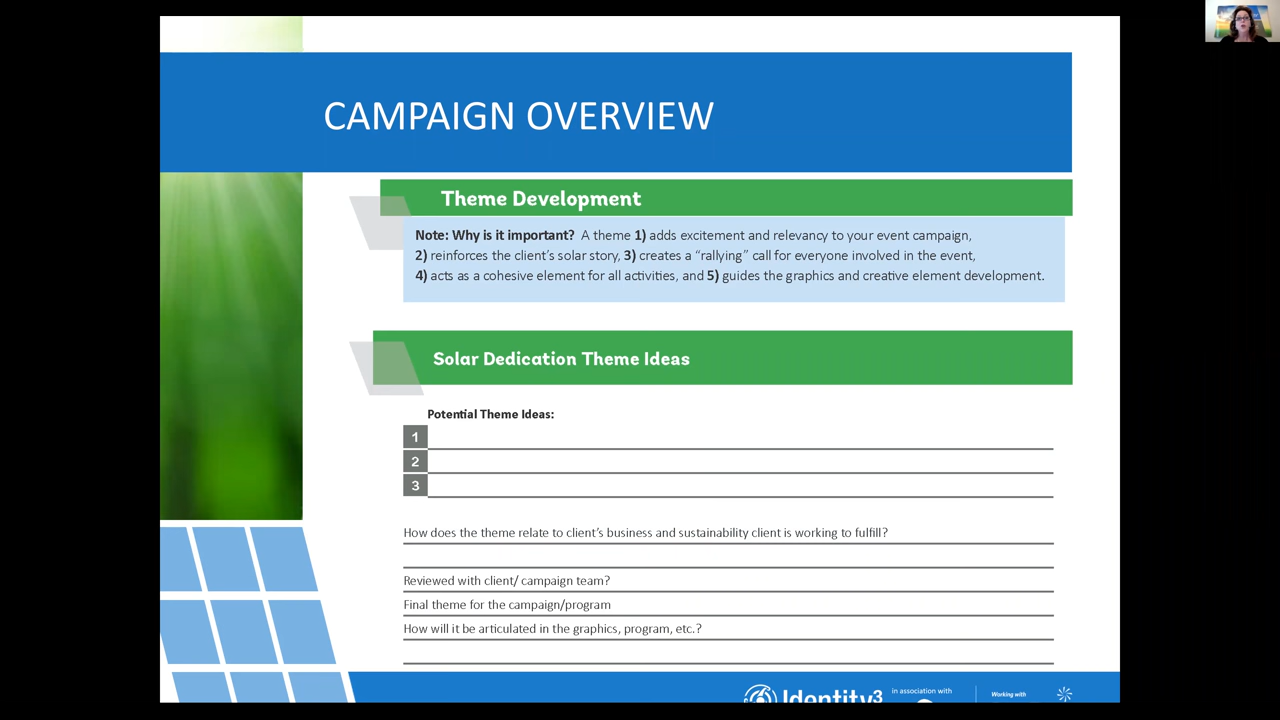 CAMPAIGN OVERVIEW
Theme Development
Note: Why is it important? A theme 1) adds excitement and relevancy to your event campaign,
2) reinforces the client's solar story, 3) creates a “rallying” call for everyone involved in the event,
4) acts as a cohesive element for all activities, and 5) guides the graphics and creative element development.
Solar Dedication Theme Ideas
Potential Theme Ideas:
1
2
3
How does the theme relate to client's business and sustainability client is working to fulfill?
Reviewed with client/ campaign team?
Final theme for the campaign/program
How will it be articulated in the graphics, program, etc.?
Identity3 in association with Working with